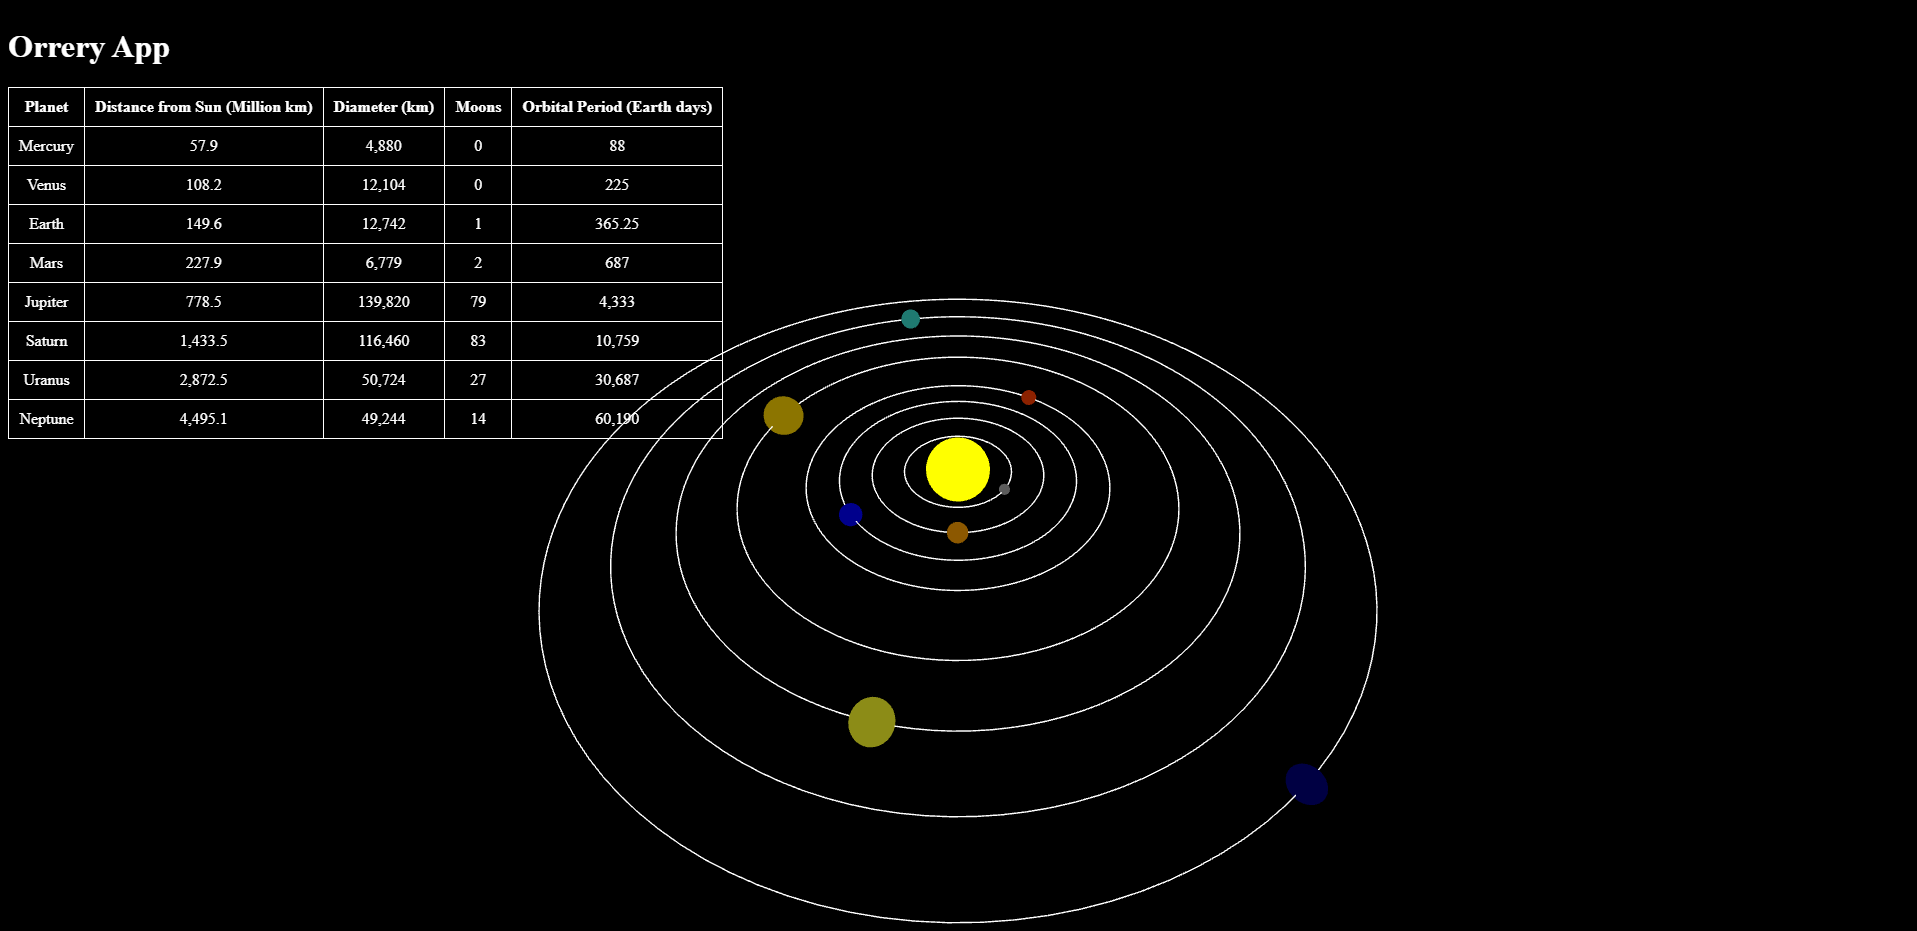 Orrery App
Planet Distance from Sun (Million km) Diameter (km) Moons Orbital Period (Earth days)
Mercury 57.9 4,880 0 88
Venus 108.2 12,104 0 225
Earth 149.6 12,742 1 365.25
Mars 227.9 6,779 2 687
Jupiter 778.5 139,820 79 4,333
Saturn 1,433.5 116,460 83 10,759
Uranus 2,872.5 50,724 27 30,687
Neptune 4,495.1 49,244 14 60,190